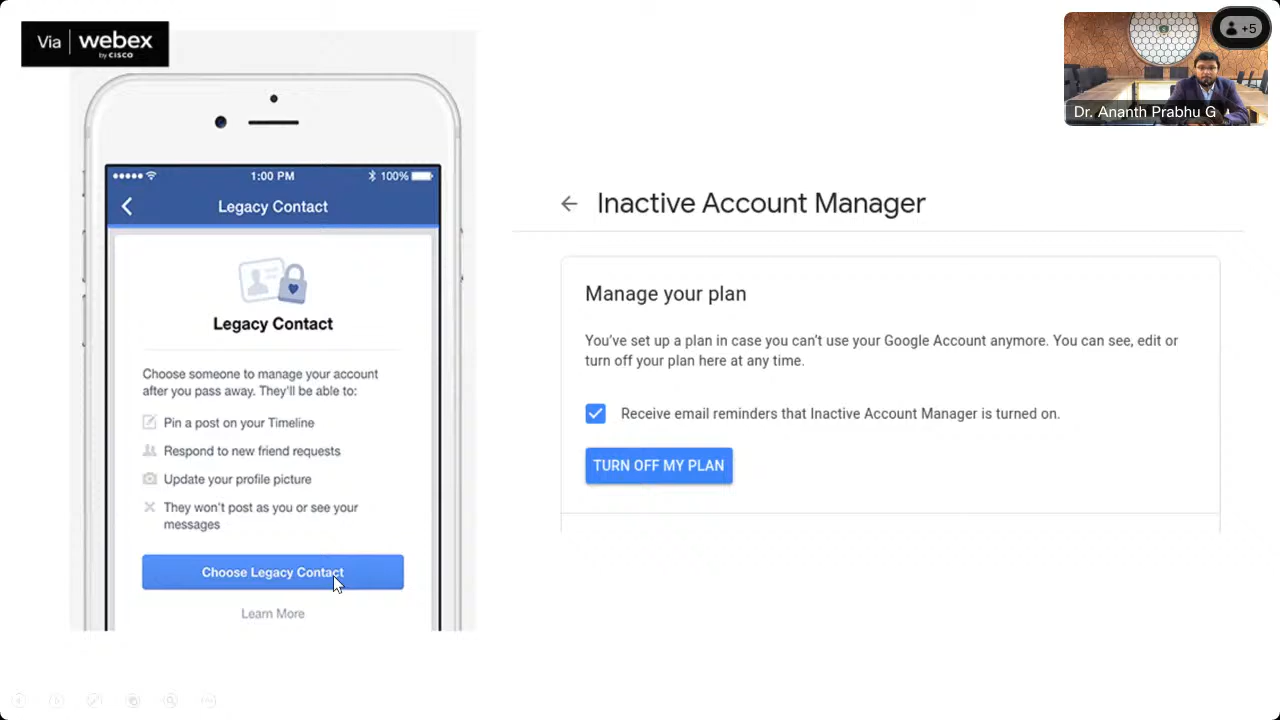 Via webex
by CISCO
+5
Dr. Ananth Prabhu G
1:00 PM
100%
Legacy Contact
Legacy Contact
Choose someone to manage your account
after you pass away. They'll be able to:
Pin a post on your Timeline
Respond to new friend requests
Update your profile picture
They won't post as you or see your
messages
Choose Legacy Contact
Learn More
Inactive Account Manager
Manage your plan
You've set up a plan in case you can't use your Google Account anymore. You can see, edit or
turn off your plan here at any time.
Receive email reminders that Inactive Account Manager is turned on.
TURN OFF MY PLAN